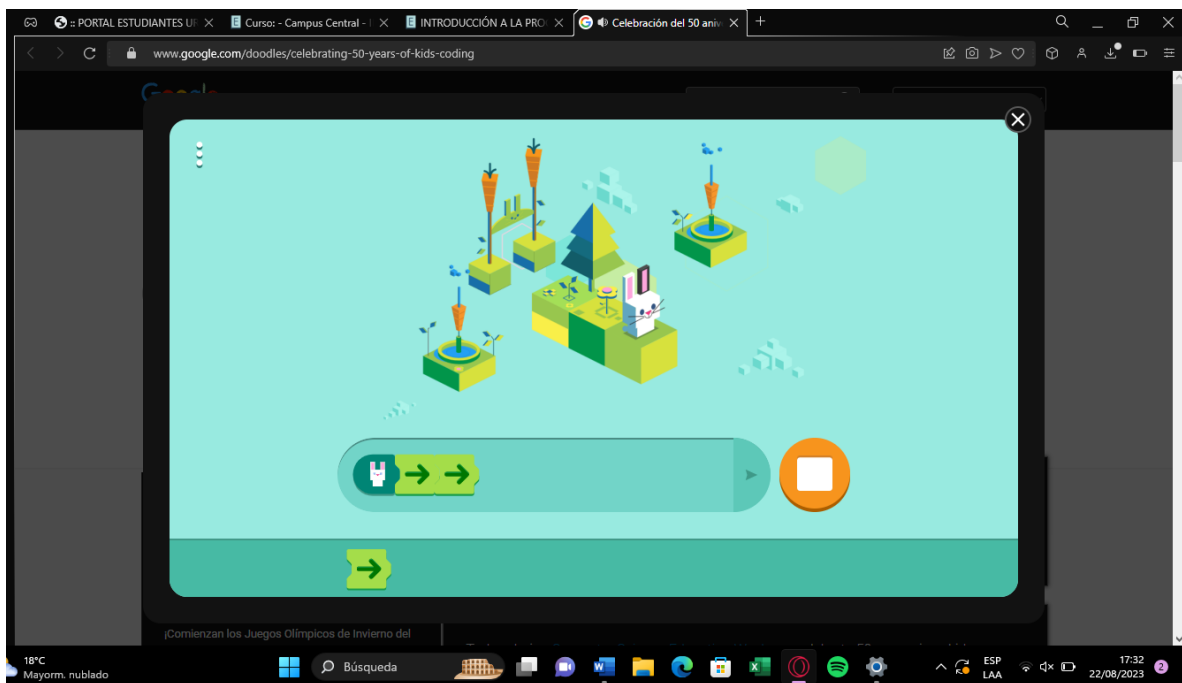 :: PORTAL ESTUDIANTES UF
Curso: - Campus Central - I
INTRODUCCIÓN A LA PRO
Celebración del 50 aniv
www.google.com/doodles/celebrating-50-years-of-kids-coding
Google
¡Comienzan los Juegos Olímpicos de Invierno del
18°C
Mayorm. nublado
Búsqueda
ESP
LAA
17:32
22/08/2023
2